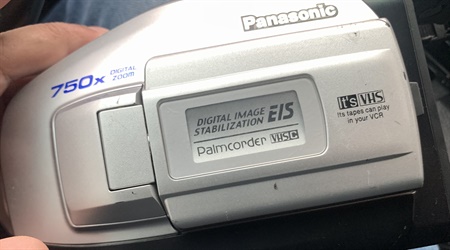 Panasonic
750x DIGITAL
ZOOM
DIGITAL IMAGE
STABILIZATION EIS
Palmcorder VHS C
It's VHS
Its tapes can play
in your VCR